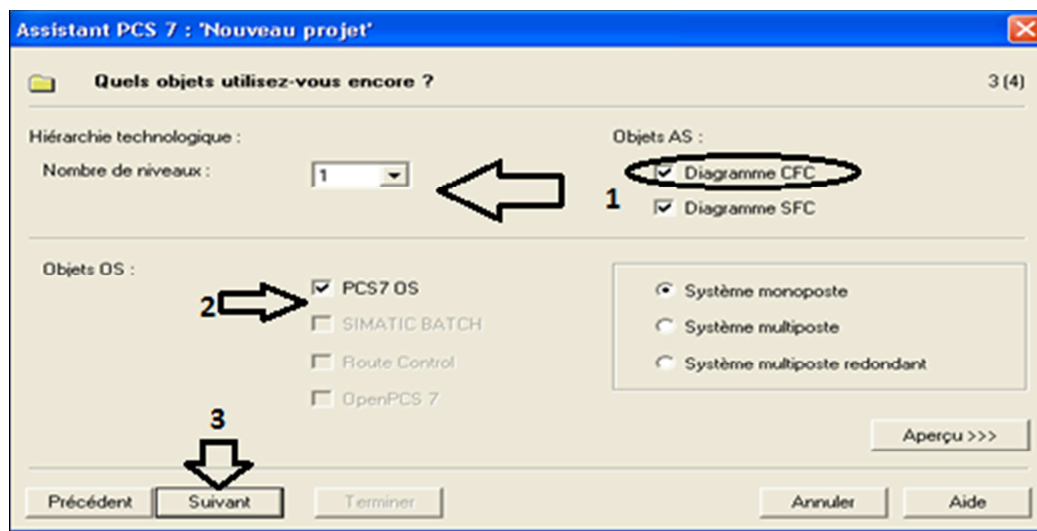 Assistant PCS 7 : 'Nouveau projet'
Quels objets utilisez-vous encore ?
3 (4)
Hiérarchie technologique :
Nombre de niveaux :
1
Objets AS :
1
Diagramme CFC
Diagramme SFC
Objets OS :
2
PCS7 OS
SIMATIC BATCH
Route Control
OpenPCS 7
Système monoposte
Système multiposte
Système multiposte redondant
3
Aperçu >>>
Précédent
Suivant
Terminer
Annuler
Aide